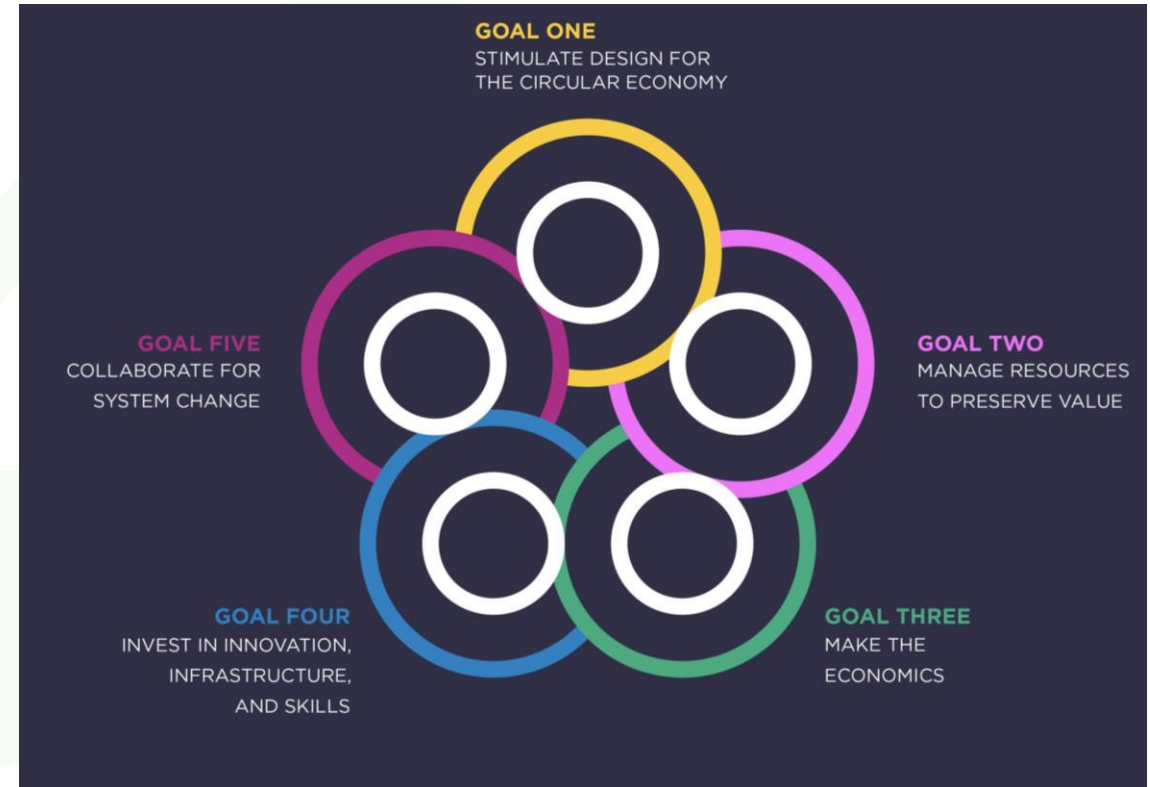 GOAL ONE
STIMULATE DESIGN FOR
THE CIRCULAR ECONOMY
GOAL TWO
MANAGE RESOURCES
TO PRESERVE VALUE
GOAL THREE
MAKE THE
ECONOMICS
GOAL FOUR
INVEST IN INNOVATION,
INFRASTRUCTURE,
AND SKILLS
GOAL FIVE
COLLABORATE FOR
SYSTEM CHANGE